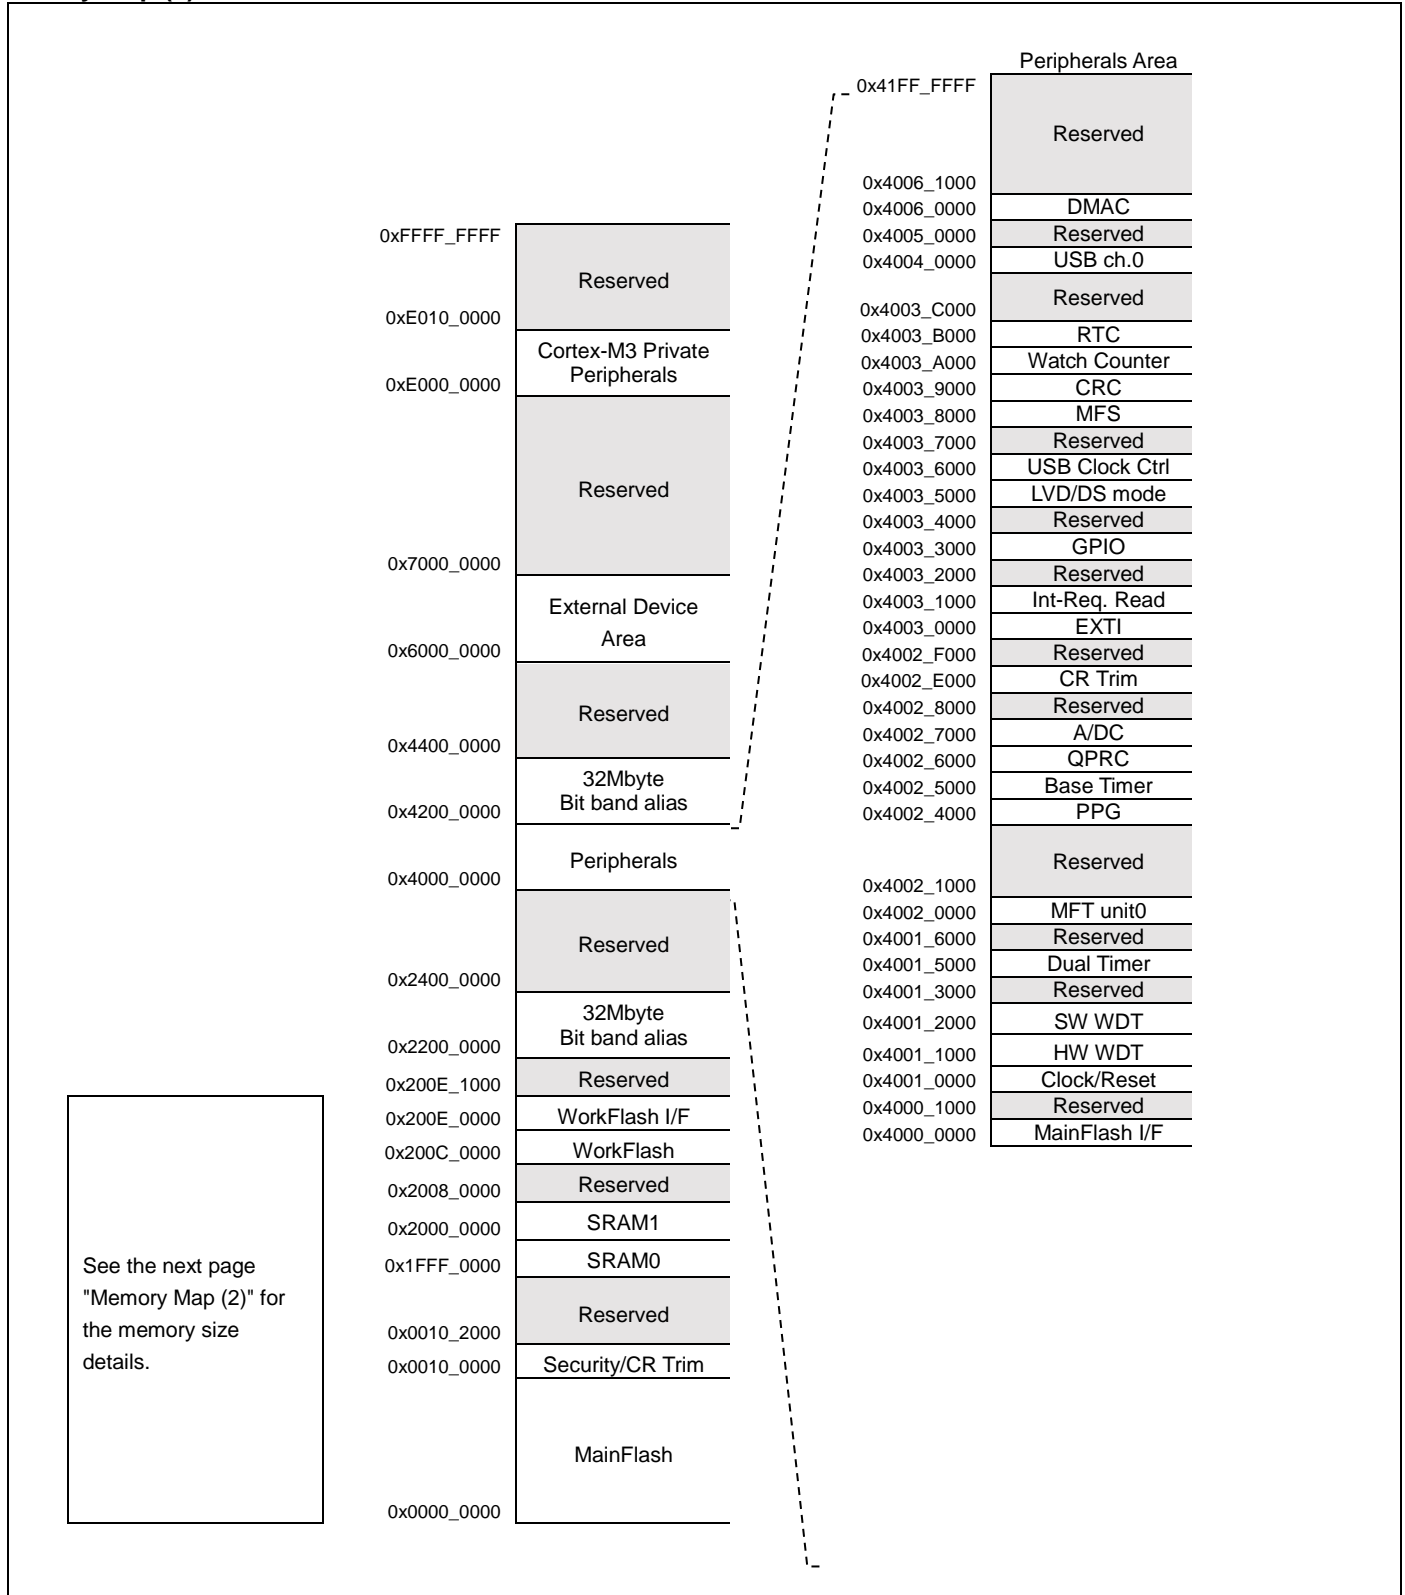 Peripherals Area
0x41FF_FFFF
Reserved
0x4006_1000
0x4006_0000 DMAC
0x4005_0000 Reserved
0x4004_0000 USB ch.0
Reserved
0x4003_C000
0x4003_B000 RTC
0x4003_A000 Watch Counter
0x4003_9000 CRC
0x4003_8000 MFS
0x4003_7000 Reserved
0x4003_6000 USB Clock Ctrl
0x4003_5000 LVD/DS mode
0x4003_4000 Reserved
0x4003_3000 GPIO
0x4003_2000 Reserved
0x4003_1000 Int-Req. Read
0x4003_0000 EXTI
0x4002_F000 Reserved
0x4002_E000 CR Trim
0x4002_8000 Reserved
0x4002_7000 A/DC
0x4002_6000 QPRC
0x4002_5000 Base Timer
0x4002_4000 PPG
Reserved
0x4002_1000
0x4002_0000 MFT unit0
0x4001_6000 Reserved
0x4001_5000 Dual Timer
0x4001_3000 Reserved
0x4001_2000 SW WDT
0x4001_1000 HW WDT
0x4001_0000 Clock/Reset
0x4000_1000 Reserved
0x4000_0000 MainFlash I/F
0xFFFF_FFFF
Reserved
0xE010_0000
Cortex-M3 Private
Peripherals
0xE000_0000
Reserved
0x7000_0000
External Device
Area
0x6000_0000
Reserved
0x4400_0000
32Mbyte
Bit band alias
0x4200_0000
Peripherals
0x4000_0000
Reserved
0x2400_0000
32Mbyte
Bit band alias
0x2200_0000
0x200E_1000 Reserved
0x200E_0000 WorkFlash I/F
0x200C_0000 WorkFlash
0x2008_0000 Reserved
0x2000_0000 SRAM1
0x1FFF_0000 SRAM0
Reserved
0x0010_2000
0x0010_0000 Security/CR Trim
MainFlash
0x0000_0000
See the next page
"Memory Map (2)" for
the memory size
details.